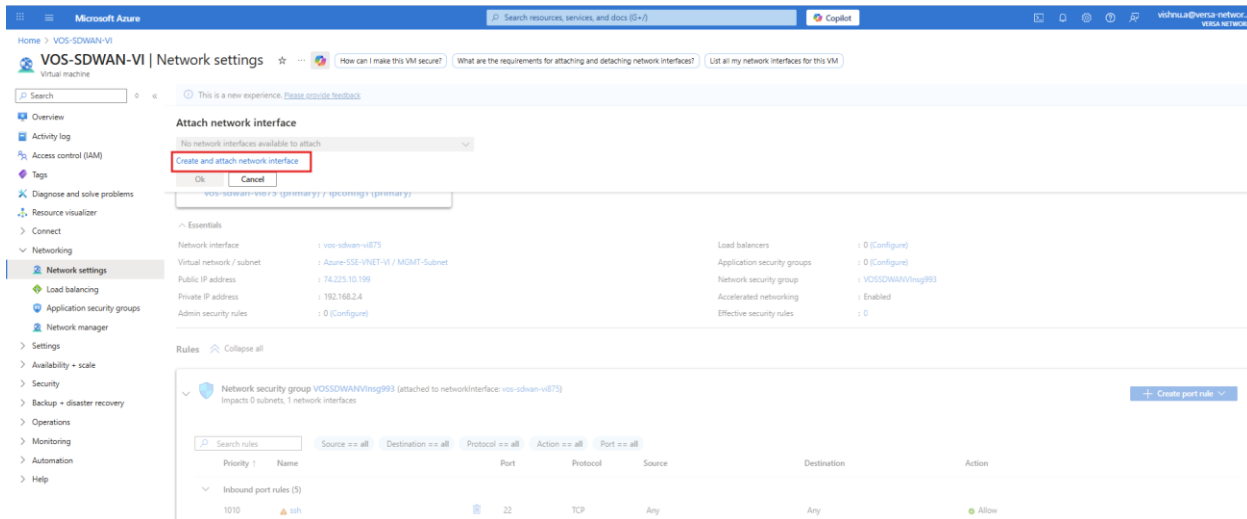 Microsoft Azure
Search resources, services, and docs (G+/)
Copilot
vishnu.a@versa-networ...
VERSA NETWOR
Home > VOS-SDWAN-VI
VOS-SDWAN-VI | Network settings
Virtual machine
How can I make this VM secure?
What are the requirements for attaching and detaching network interfaces?
List all my network interfaces for this VM
Search
Overview
Activity log
Access control (IAM)
Tags
Diagnose and solve problems
Resource visualizer
Connect
Networking
Network settings
Load balancing
Application security groups
Network manager
Settings
Availability + scale
Security
Backup + disaster recovery
Operations
Monitoring
Automation
Help
This is a new experience. Please provide feedback
Attach network interface
No network interfaces available to attach
Create and attach network interface
Ok Cancel
vos-sdwan-vi875 (primary) / ipconfig1 (primary)
Essentials
Network interface : vos-sdwan-vi875
Virtual network / subnet : Azure-SSE-VNET-VI / MGMT-Subnet
Public IP address : 74.225.10.199
Private IP address : 192.168.2.4
Admin security rules : 0 (Configure)
Load balancers : 0 (Configure)
Application security groups : 0 (Configure)
Network security group : VOSSDWANVInsg993
Accelerated networking : Enabled
Effective security rules : 0
Rules Collapse all
Network security group VOSSDWANVInsg993 (attached to networkInterface: vos-sdwan-vi875)
Impacts 0 subnets, 1 network interfaces
+ Create port rule
Search rules Source == all Destination == all Protocol == all Action == all Port == all
Priority ↑ Name Port Protocol Source Destination Action
Inbound port rules (5)
1010 ssh 22 TCP Any Any Allow